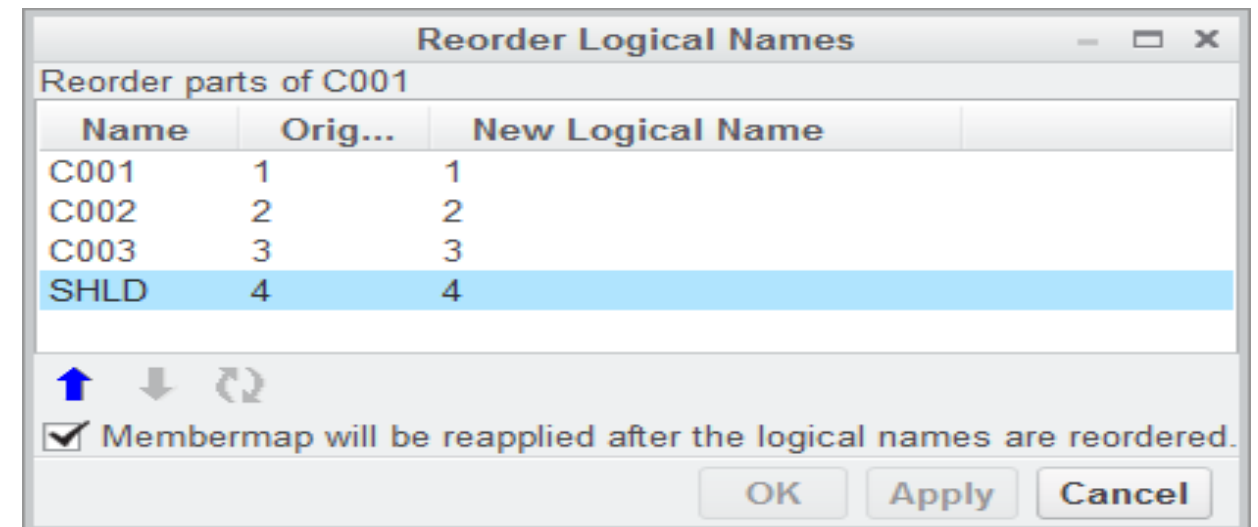 Reorder Logical Names
Reorder parts of C001
Name Orig... New Logical Name
C001 1 1
C002 2 2
C003 3 3
SHLD 4 4
Membermap will be reapplied after the logical names are reordered.
OK Apply Cancel